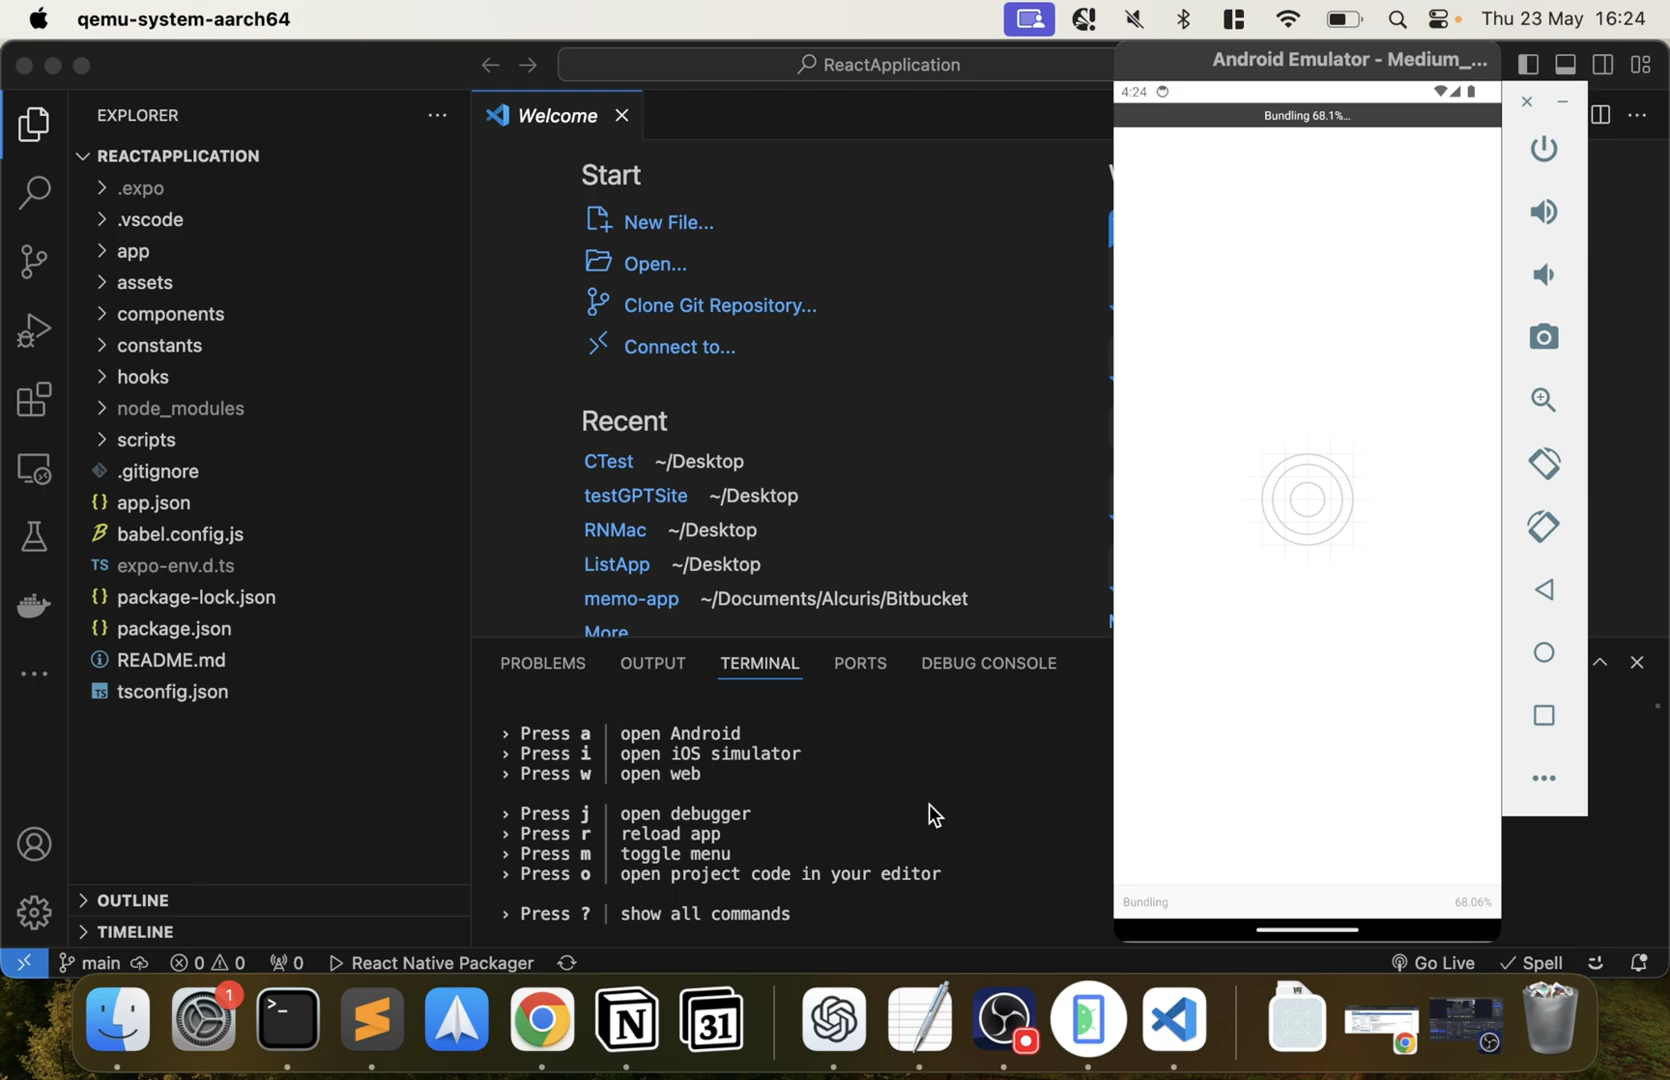 qemu-system-aarch64
Thu 23 May 16:24
ReactApplication
Android Emulator - Medium_...
EXPLORER
REACTAPPLICATION
.expo
.vscode
app
assets
components
constants
hooks
node_modules
scripts
.gitignore
{} app.json
babel.config.js
TS expo-env.d.ts
{} package-lock.json
{} package.json
README.md
TS tsconfig.json
OUTLINE
TIMELINE
Welcome
Start
New File...
Open...
Clone Git Repository...
Connect to...
Recent
CTest ~/Desktop
testGPTSite ~/Desktop
RNMac ~/Desktop
ListApp ~/Desktop
memo-app ~/Documents/Alcuris/Bitbucket
More
PROBLEMS OUTPUT TERMINAL PORTS DEBUG CONSOLE
› Press a | open Android
› Press i | open iOS simulator
› Press w | open web
› Press j | open debugger
› Press r | reload app
› Press m | toggle menu
› Press o | open project code in your editor
› Press ? | show all commands
4:24
Bundling 68.1%...
Bundling 68.06%
main 0 0 0 React Native Packager
Go Live Spell
1
31